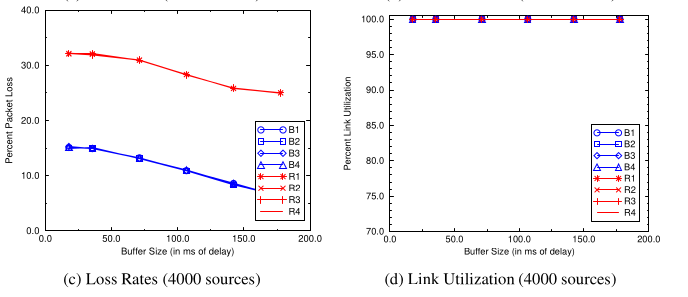 40.0
30.0
20.0
10.0
0.0
Percent Packet Loss
B1
B2
B3
B4
R1
R2
R3
R4
0.0 50.0 100.0 150.0 200.0
Buffer Size (in ms of delay)
(c) Loss Rates (4000 sources)
100.0
95.0
90.0
85.0
80.0
75.0
70.0
Percent Link Utilization
B1
B2
B3
B4
R1
R2
R3
R4
0.0 50.0 100.0 150.0 200.0
Buffer Size (in ms of delay)
(d) Link Utilization (4000 sources)